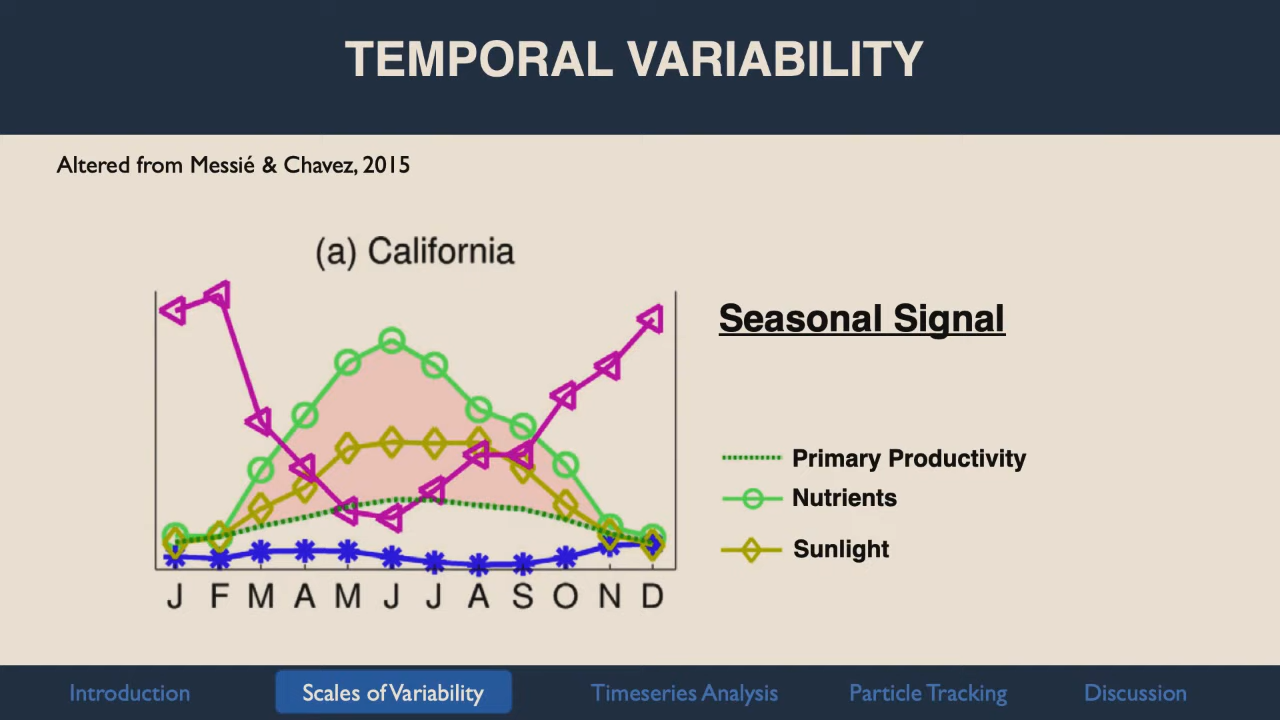 TEMPORAL VARIABILITY
Altered from Messié & Chavez, 2015
(a) California
Seasonal Signal
Primary Productivity
Nutrients
Sunlight
J F M A M J J A S O N D
Introduction Scales of Variability Timeseries Analysis Particle Tracking Discussion